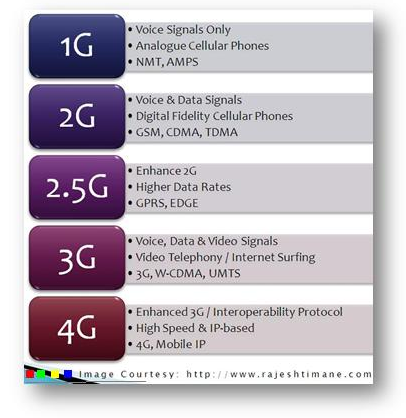 1G
• Voice Signals Only
• Analogue Cellular Phones
• NMT, AMPS
2G
• Voice & Data Signals
• Digital Fidelity Cellular Phones
• GSM, CDMA, TDMA
2.5G
• Enhance 2G
• Higher Data Rates
• GPRS, EDGE
3G
• Voice, Data & Video Signals
• Video Telephony / Internet Surfing
• 3G, W-CDMA, UMTS
4G
• Enhanced 3G / Interoperability Protocol
• High Speed & IP-based
• 4G, Mobile IP
Image Courtesy: http://www.rajeshtimane.com